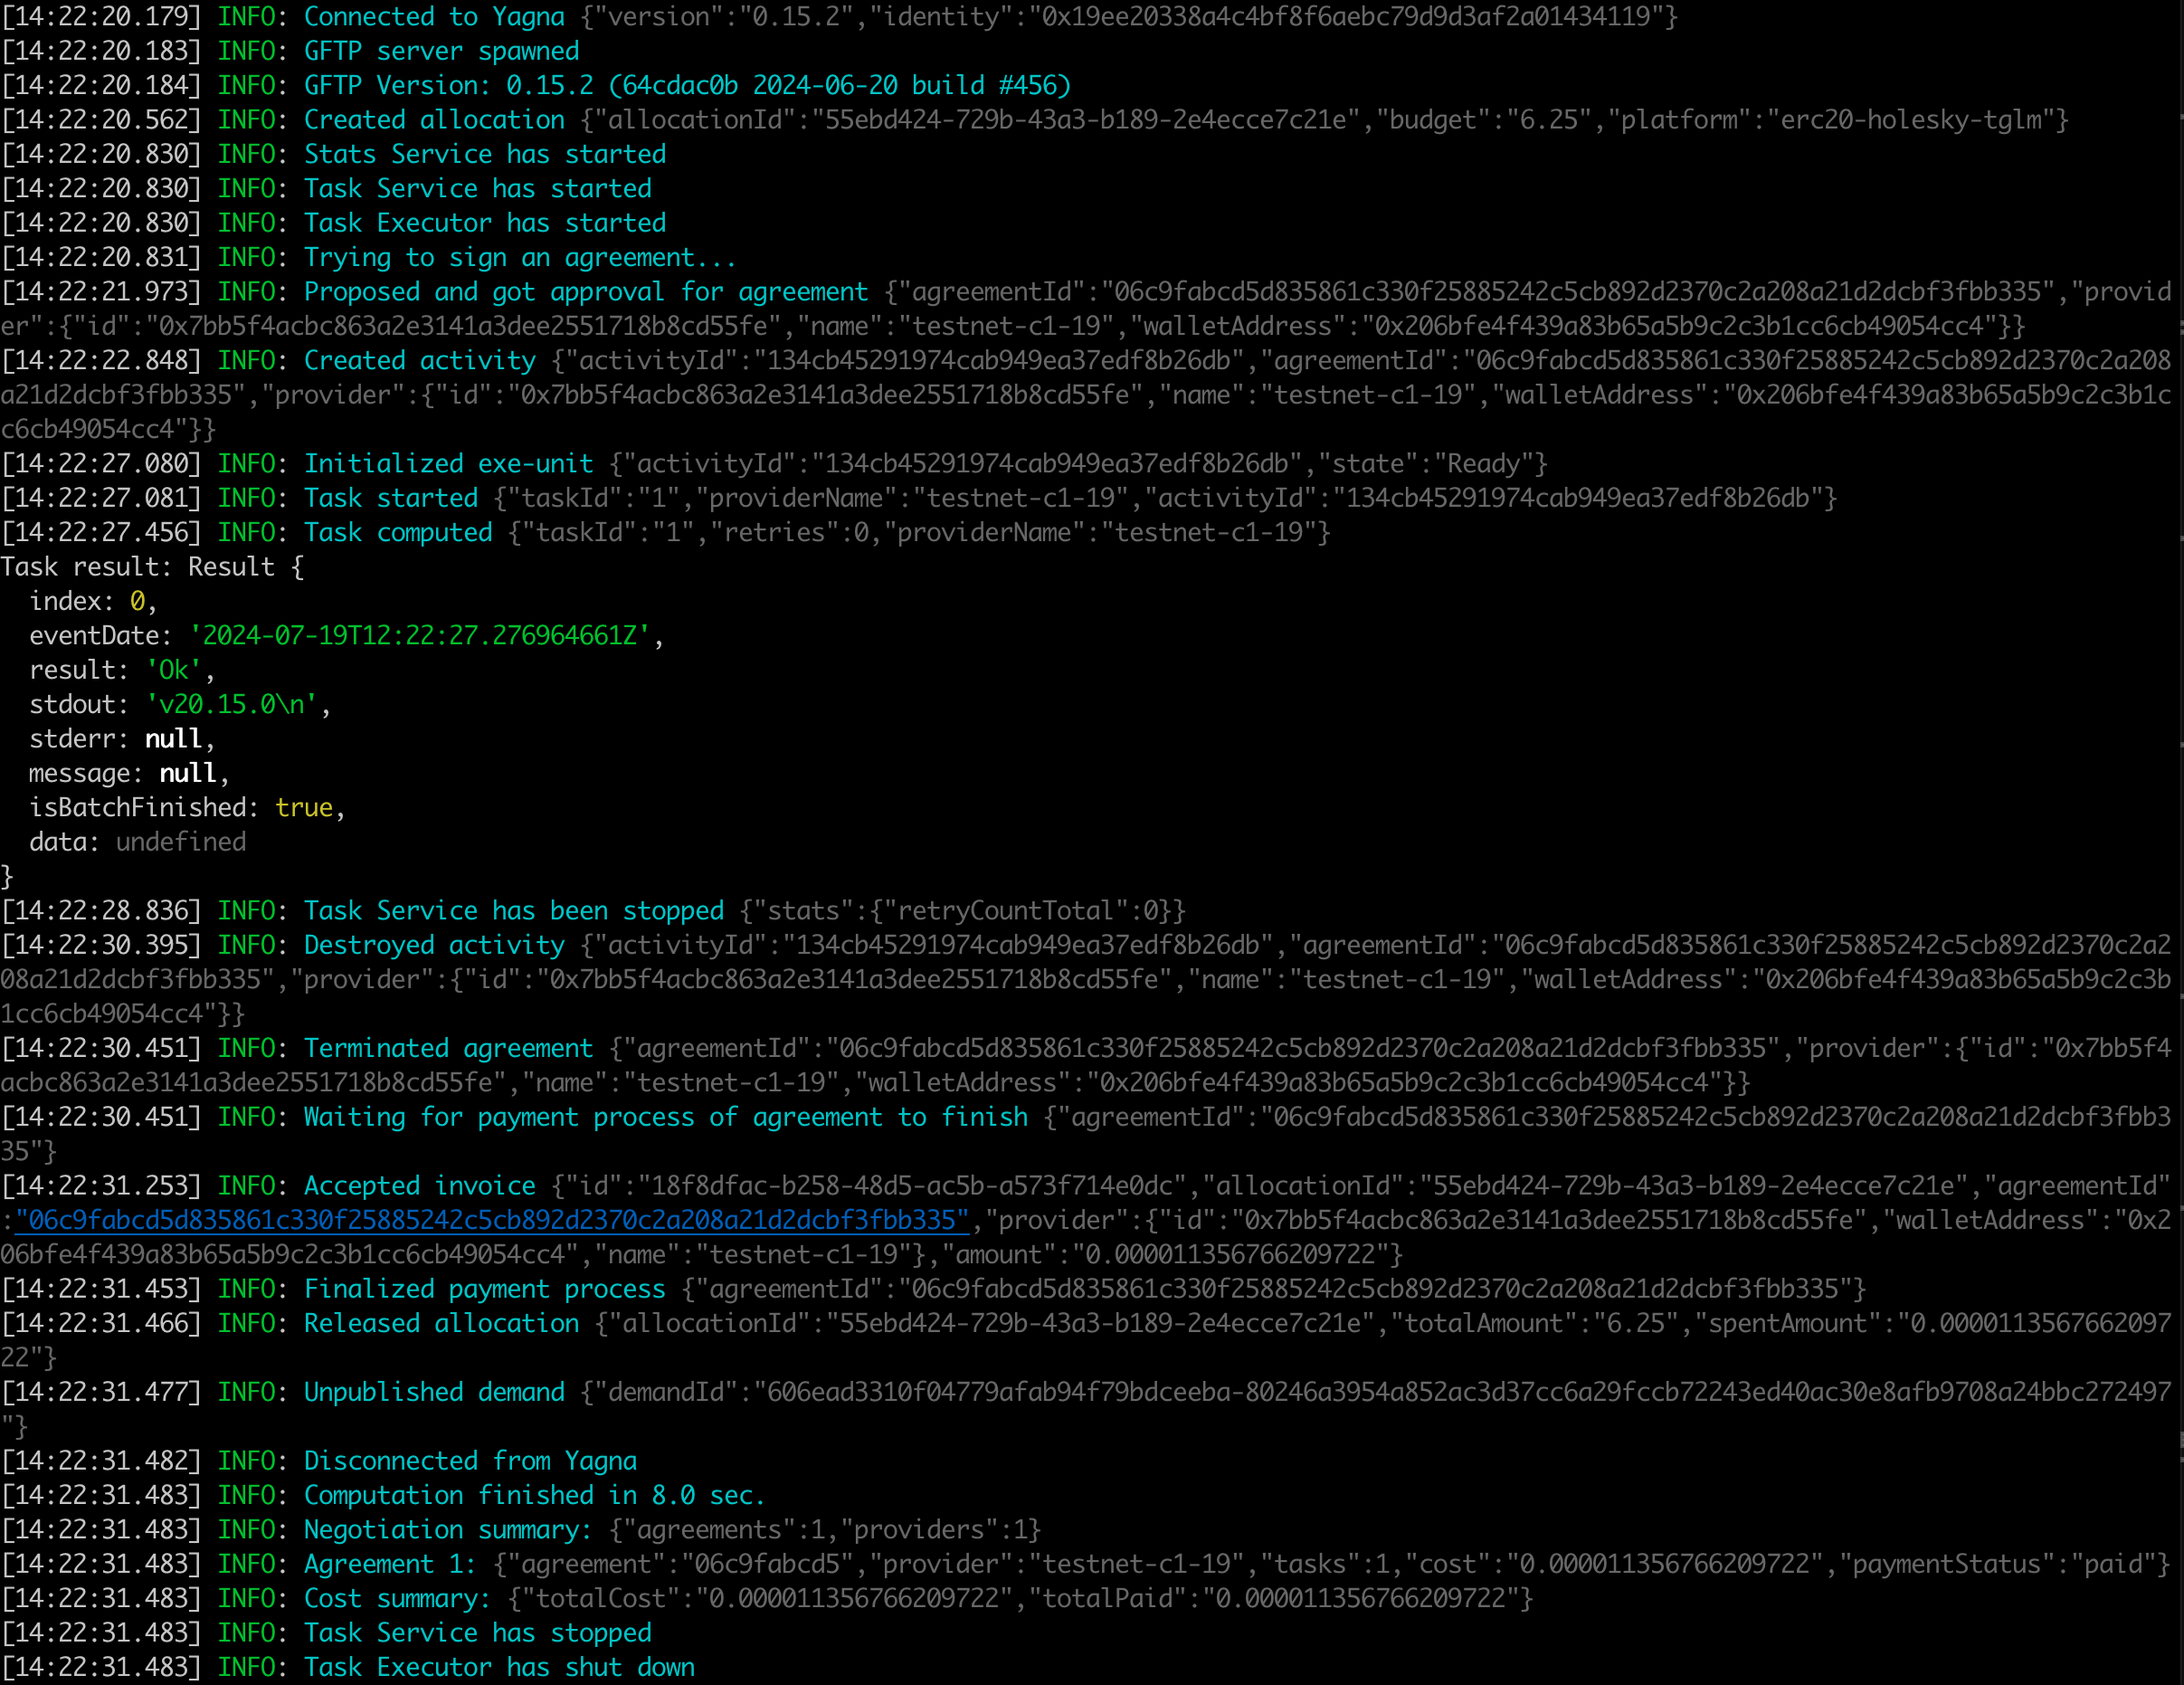 [14:22:20.179] INFO: Connected to Yagna {"version":"0.15.2","identity":"0x19ee20338a4c4bf8f6aebc79d9d3af2a01434119"}
[14:22:20.183] INFO: GFTP server spawned
[14:22:20.184] INFO: GFTP Version: 0.15.2 (64cdac0b 2024-06-20 build #456)
[14:22:20.562] INFO: Created allocation {"allocationId":"55ebd424-729b-43a3-b189-2e4ecce7c21e","budget":"6.25","platform":"erc20-holesky-tglm"}
[14:22:20.830] INFO: Stats Service has started
[14:22:20.830] INFO: Task Service has started
[14:22:20.830] INFO: Task Executor has started
[14:22:20.831] INFO: Trying to sign an agreement...
[14:22:21.973] INFO: Proposed and got approval for agreement {"agreementId":"06c9fabcd5d835861c330f25885242c5cb892d2370c2a208a21d2dcbf3fbb335","provid
er":{"id":"0x7bb5f4acbc863a2e3141a3dee2551718b8cd55fe","name":"testnet-c1-19","walletAddress":"0x206bfe4f439a83b65a5b9c2c3b1cc6cb49054cc4"}}
[14:22:22.848] INFO: Created activity {"activityId":"134cb45291974cab949ea37edf8b26db","agreementId":"06c9fabcd5d835861c330f25885242c5cb892d2370c2a208
a21d2dcbf3fbb335","provider":{"id":"0x7bb5f4acbc863a2e3141a3dee2551718b8cd55fe","name":"testnet-c1-19","walletAddress":"0x206bfe4f439a83b65a5b9c2c3b1c
c6cb49054cc4"}}
[14:22:27.080] INFO: Initialized exe-unit {"activityId":"134cb45291974cab949ea37edf8b26db","state":"Ready"}
[14:22:27.081] INFO: Task started {"taskId":"1","providerName":"testnet-c1-19","activityId":"134cb45291974cab949ea37edf8b26db"}
[14:22:27.456] INFO: Task computed {"taskId":"1","retries":0,"providerName":"testnet-c1-19"}
Task result: Result {
  index: 0,
  eventDate: '2024-07-19T12:22:27.276964661Z',
  result: 'Ok',
  stdout: 'v20.15.0\n',
  stderr: null,
  message: null,
  isBatchFinished: true,
  data: undefined
}
[14:22:28.836] INFO: Task Service has been stopped {"stats":{"retryCountTotal":0}}
[14:22:30.395] INFO: Destroyed activity {"activityId":"134cb45291974cab949ea37edf8b26db","agreementId":"06c9fabcd5d835861c330f25885242c5cb892d2370c2a2
08a21d2dcbf3fbb335","provider":{"id":"0x7bb5f4acbc863a2e3141a3dee2551718b8cd55fe","name":"testnet-c1-19","walletAddress":"0x206bfe4f439a83b65a5b9c2c3b
1cc6cb49054cc4"}}
[14:22:30.451] INFO: Terminated agreement {"agreementId":"06c9fabcd5d835861c330f25885242c5cb892d2370c2a208a21d2dcbf3fbb335","provider":{"id":"0x7bb5f4
acbc863a2e3141a3dee2551718b8cd55fe","name":"testnet-c1-19","walletAddress":"0x206bfe4f439a83b65a5b9c2c3b1cc6cb49054cc4"}}
[14:22:30.451] INFO: Waiting for payment process of agreement to finish {"agreementId":"06c9fabcd5d835861c330f25885242c5cb892d2370c2a208a21d2dcbf3fbb3
35"}
[14:22:31.253] INFO: Accepted invoice {"id":"18f8dfac-b258-48d5-ac5b-a573f714e0dc","allocationId":"55ebd424-729b-43a3-b189-2e4ecce7c21e","agreementId"
:"06c9fabcd5d835861c330f25885242c5cb892d2370c2a208a21d2dcbf3fbb335","provider":{"id":"0x7bb5f4acbc863a2e3141a3dee2551718b8cd55fe","walletAddress":"0x2
06bfe4f439a83b65a5b9c2c3b1cc6cb49054cc4","name":"testnet-c1-19"},"amount":"0.000011356766209722"}
[14:22:31.453] INFO: Finalized payment process {"agreementId":"06c9fabcd5d835861c330f25885242c5cb892d2370c2a208a21d2dcbf3fbb335"}
[14:22:31.466] INFO: Released allocation {"allocationId":"55ebd424-729b-43a3-b189-2e4ecce7c21e","totalAmount":"6.25","spentAmount":"0.0000113567662097
22"}
[14:22:31.477] INFO: Unpublished demand {"demandId":"606ead3310f04779afab94f79bdceeba-80246a3954a852ac3d37cc6a29fccb72243ed40ac30e8afb9708a24bbc272497
"}
[14:22:31.482] INFO: Disconnected from Yagna
[14:22:31.483] INFO: Computation finished in 8.0 sec.
[14:22:31.483] INFO: Negotiation summary: {"agreements":1,"providers":1}
[14:22:31.483] INFO: Agreement 1: {"agreement":"06c9fabcd5","provider":"testnet-c1-19","tasks":1,"cost":"0.000011356766209722","paymentStatus":"paid"}
[14:22:31.483] INFO: Cost summary: {"totalCost":"0.000011356766209722","totalPaid":"0.000011356766209722"}
[14:22:31.483] INFO: Task Service has stopped
[14:22:31.483] INFO: Task Executor has shut down